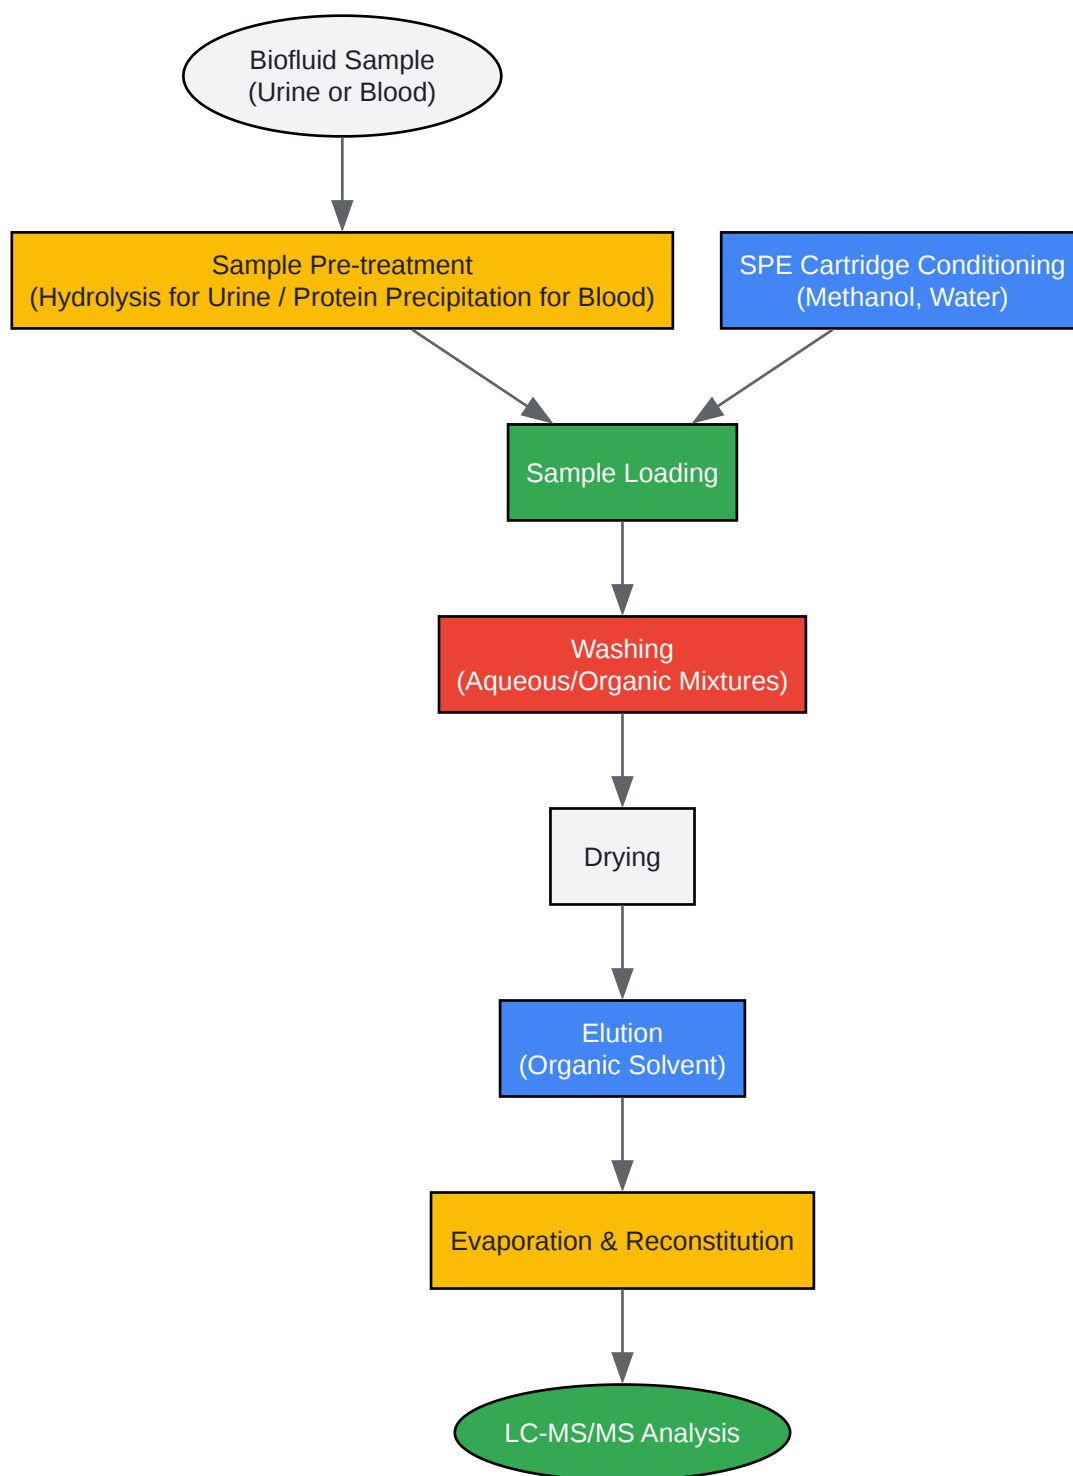 Biofluid Sample
(Urine or Blood)
Sample Pre-treatment
(Hydrolysis for Urine / Protein Precipitation for Blood)
SPE Cartridge Conditioning
(Methanol, Water)
Sample Loading
Washing
(Aqueous/Organic Mixtures)
Drying
Elution
(Organic Solvent)
Evaporation & Reconstitution
LC-MS/MS Analysis